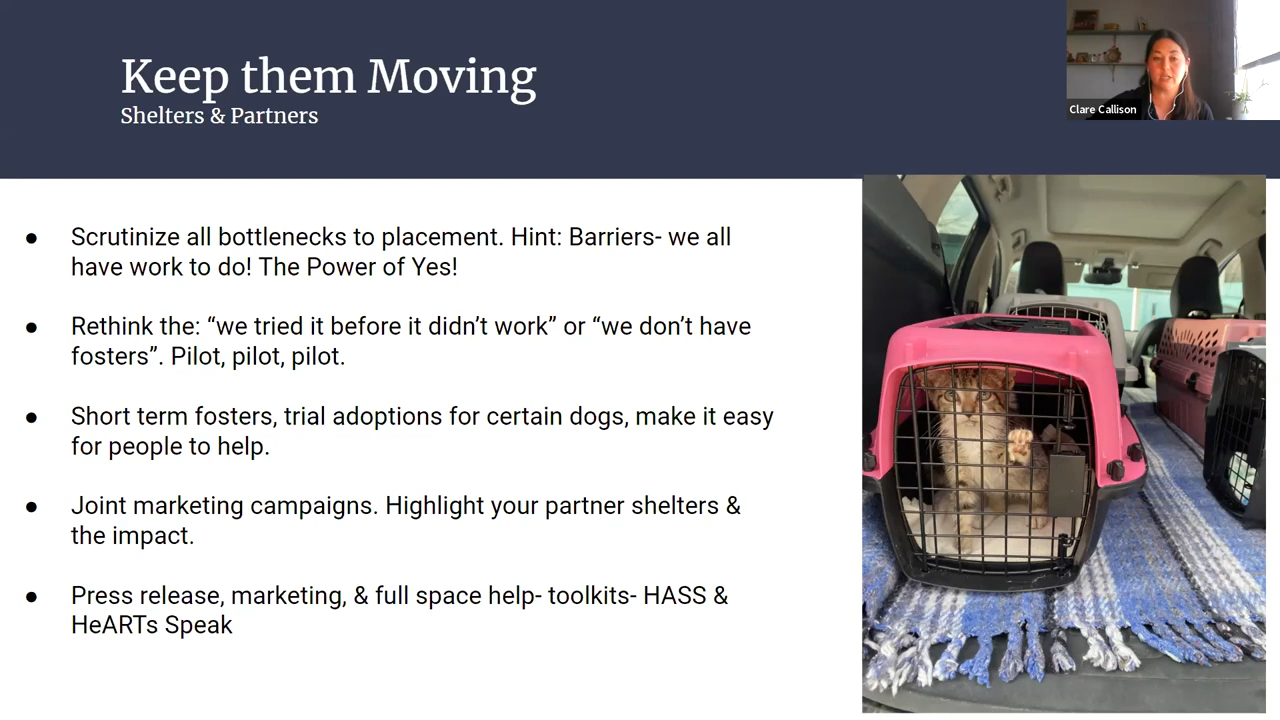 Keep them Moving
Shelters & Partners
Clare Callison
● Scrutinize all bottlenecks to placement. Hint: Barriers- we all
have work to do! The Power of Yes!
● Rethink the: “we tried it before it didn’t work” or “we don’t have
fosters”. Pilot, pilot, pilot.
● Short term fosters, trial adoptions for certain dogs, make it easy
for people to help.
● Joint marketing campaigns. Highlight your partner shelters &
the impact.
● Press release, marketing, & full space help- toolkits- HASS &
HeARTs Speak